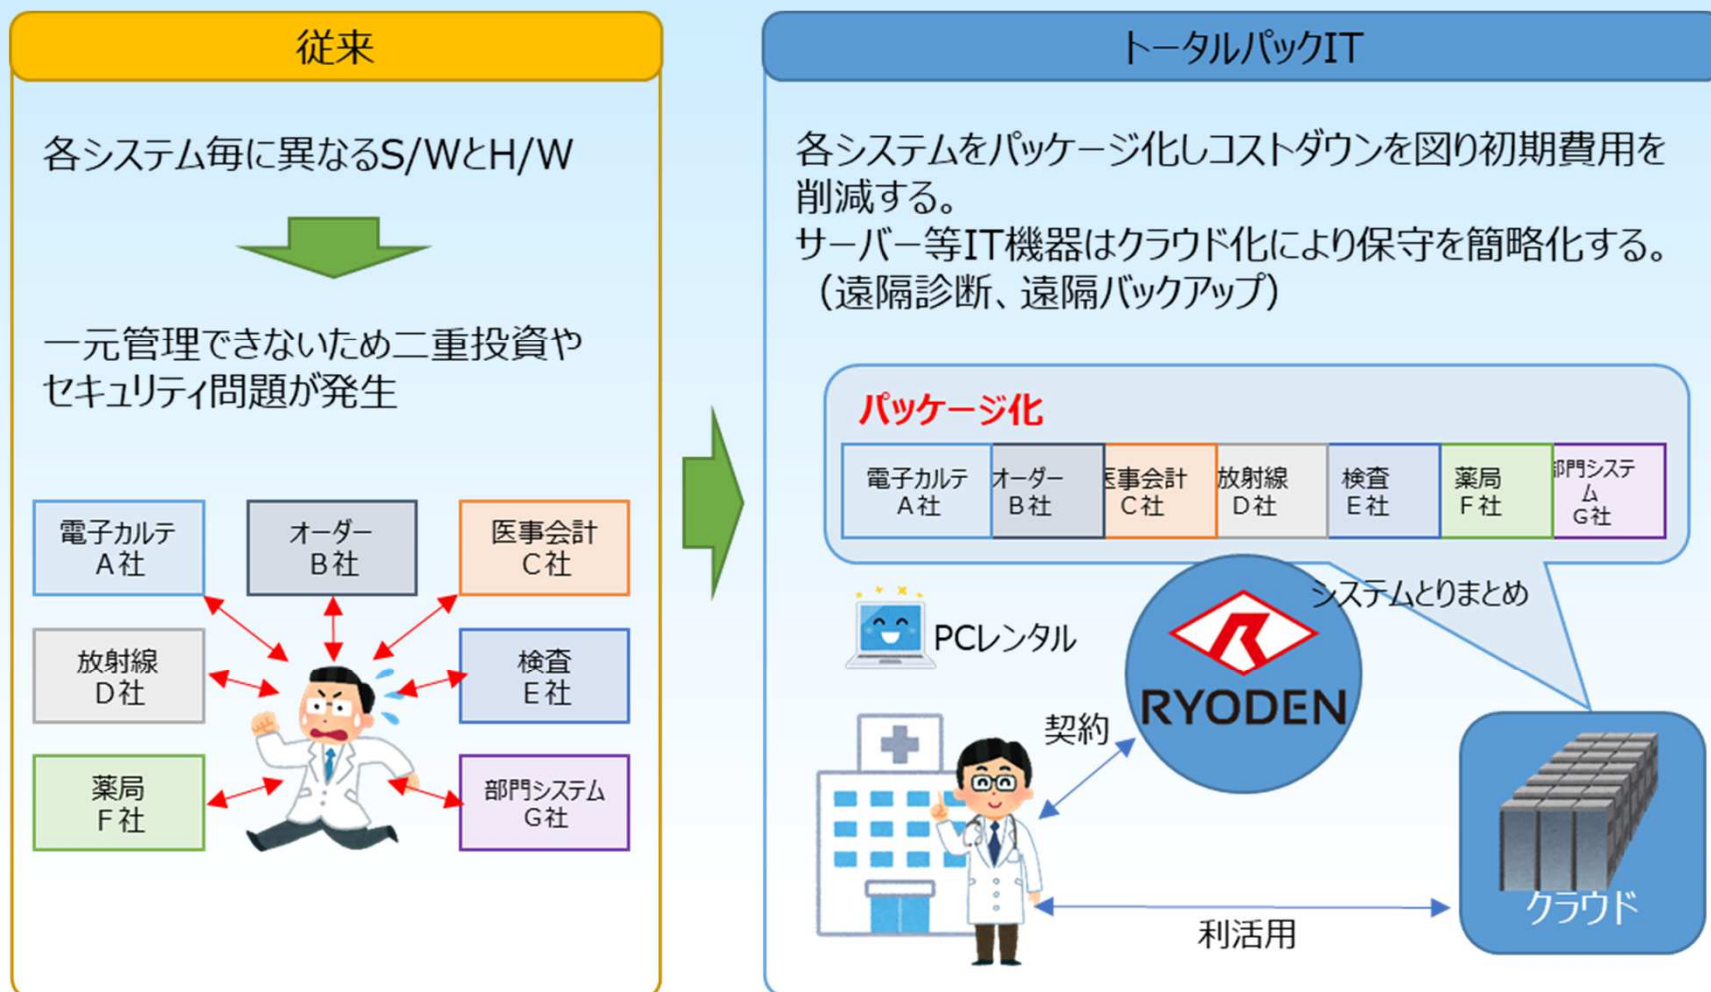 従来
各システム毎に異なるS/WとH/W
一元管理できないため二重投資や
セキュリティ問題が発生
電子カルテ
A社
オーダー
B社
医事会計
C社
放射線
D社
検査
E社
薬局
F社
部門システム
G社
トータルパックIT
各システムをパッケージ化しコストダウンを図り初期費用を
削減する。
サーバー等IT機器はクラウド化により保守を簡略化する。
（遠隔診断、遠隔バックアップ）
パッケージ化
電子カルテ
A社
オーダー
B社
医事会計
C社
放射線
D社
検査
E社
薬局
F社
部門システ
ム
G社
システムとりまとめ
PCレンタル
RYODEN
契約
クラウド
利活用